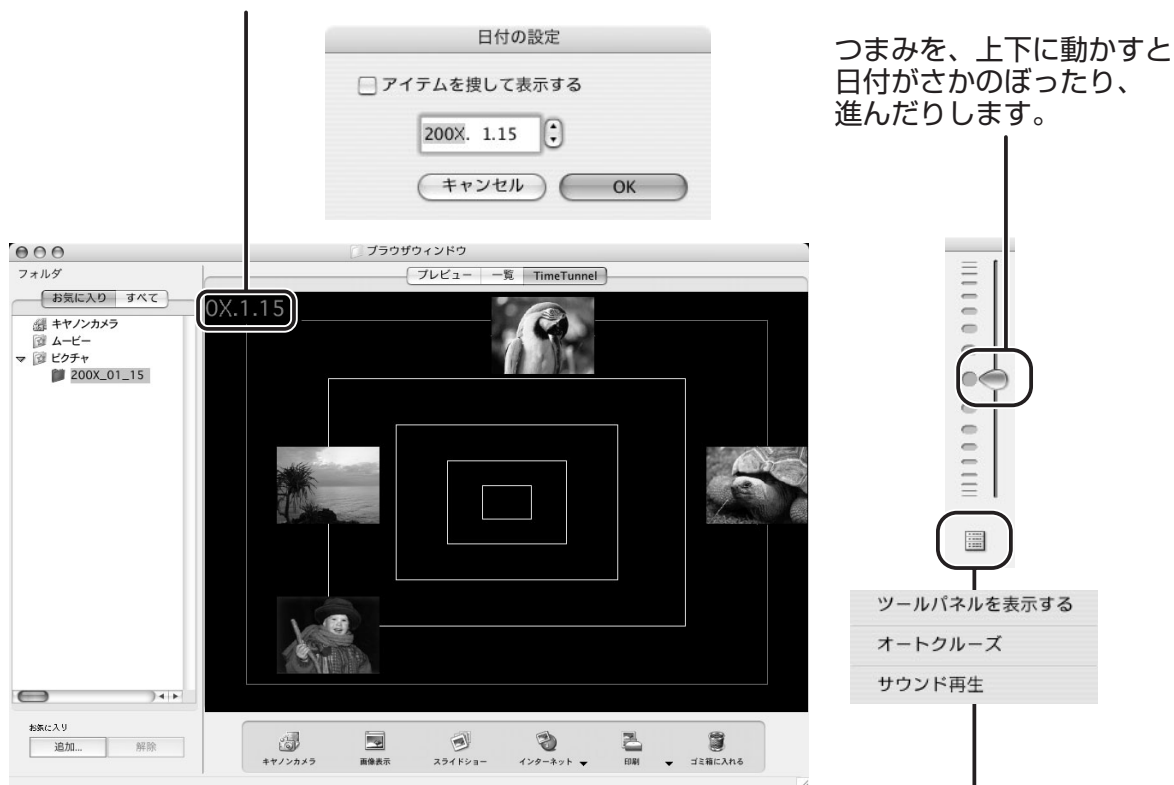 日付の設定
アイテムを捜して表示する
200X. 1.15
キャンセル
OK
つまみを、上下に動かすと
日付がさかのぼったり、
進んだりします。
ブラウザウィンドウ
フォルダ
プレビュー 一覧 TimeTunnel
お気に入り すべて
0X.1.15
キヤノンカメラ
ムービー
ピクチャ
200X_01_15
お気に入り
追加... 解除
キヤノンカメラ 画像表示 スライドショー インターネット 印刷 ゴミ箱に入れる
ツールパネルを表示する
オートクルーズ
サウンド再生